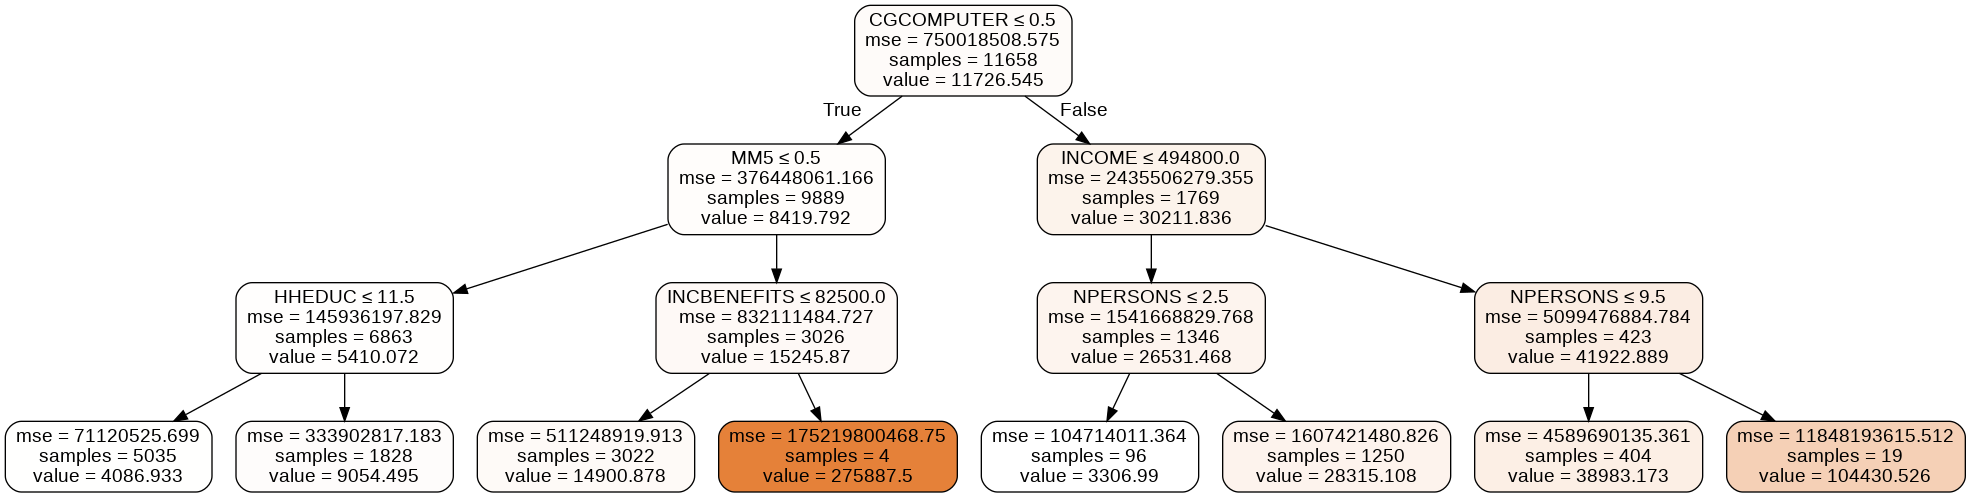 CGCOMPUTER ≤ 0.5
mse = 750018508.575
samples = 11658
value = 11726.545
True
False
MM5 ≤ 0.5
mse = 376448061.166
samples = 9889
value = 8419.792
INCOME ≤ 494800.0
mse = 2435506279.355
samples = 1769
value = 30211.836
HHEDUC ≤ 11.5
mse = 145936197.829
samples = 6863
value = 5410.072
INCBENEFITS ≤ 82500.0
mse = 832111484.727
samples = 3026
value = 15245.87
NPERSONS ≤ 2.5
mse = 1541668829.768
samples = 1346
value = 26531.468
NPERSONS ≤ 9.5
mse = 5099476884.784
samples = 423
value = 41922.889
mse = 71120525.699
samples = 5035
value = 4086.933
mse = 333902817.183
samples = 1828
value = 9054.495
mse = 511248919.913
samples = 3022
value = 14900.878
mse = 175219800468.75
samples = 4
value = 275887.5
mse = 104714011.364
samples = 96
value = 3306.99
mse = 1607421480.826
samples = 1250
value = 28315.108
mse = 4589690135.361
samples = 404
value = 38983.173
mse = 11848193615.512
samples = 19
value = 104430.526